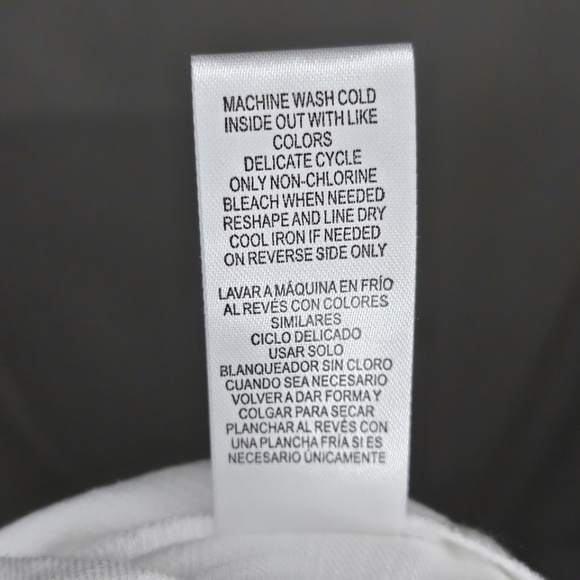 MACHINE WASH COLD
INSIDE OUT WITH LIKE
COLORS
DELICATE CYCLE
ONLY NON-CHLORINE
BLEACH WHEN NEEDED
RESHAPE AND LINE DRY
COOL IRON IF NEEDED
ON REVERSE SIDE ONLY
LAVAR A MÁQUINA EN FRÍO
AL REVÉS CON COLORES
SIMILARES
CICLO DELICADO
USAR SOLO
BLANQUEADOR SIN CLORO
CUANDO SEA NECESARIO
VOLVER A DAR FORMA Y
COLGAR PARA SECAR
PLANCHAR AL REVÉS CON
UNA PLANCHA FRÍA SI ES
NECESARIO ÚNICAMENTE